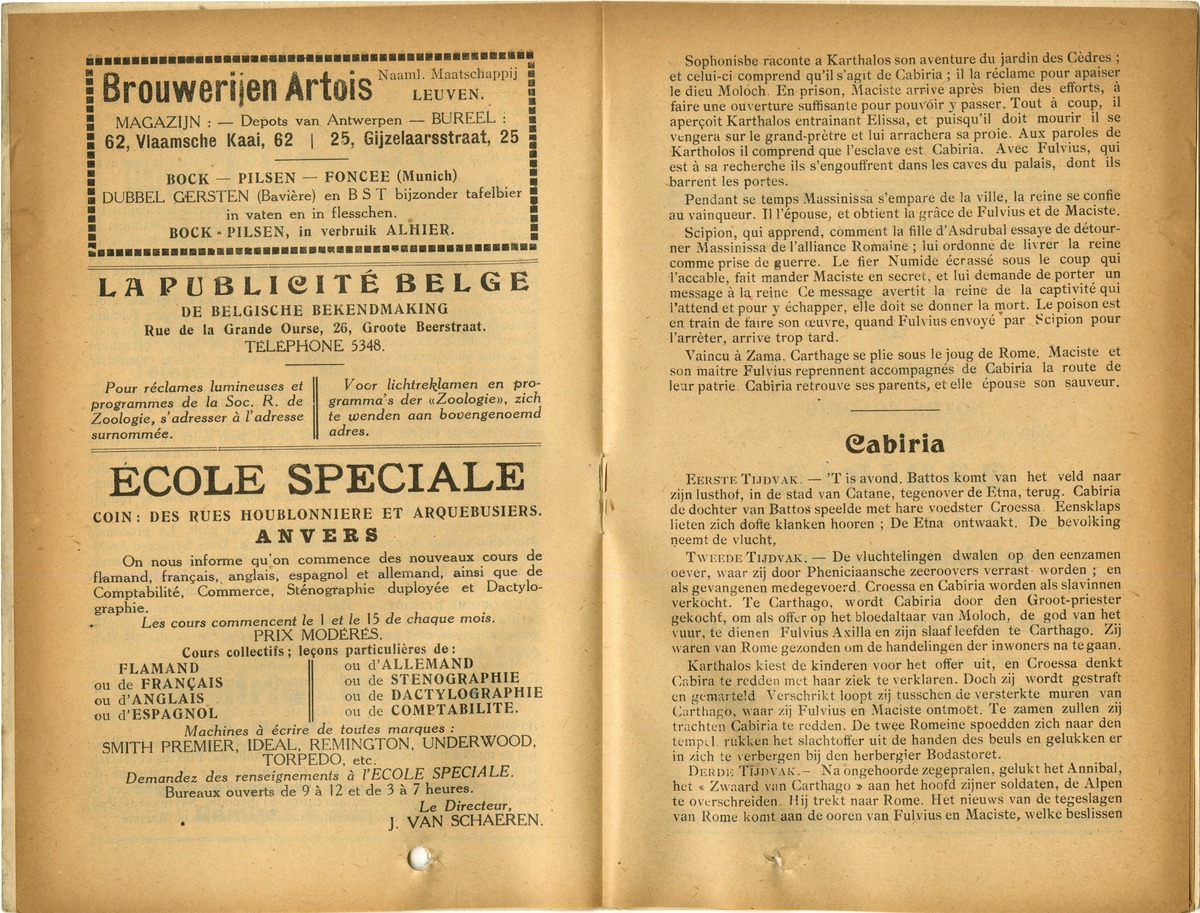 Brouwerijen Artois Naaml. Maatschappij
LEUVEN.
MAGAZIJN : — Depots van Antwerpen — BUREEL :
62, Vlaamsche Kaai, 62 | 25, Gijzelaarsstraat, 25
BOCK — PILSEN — FONCEE (Munich)
DUBBEL GERSTEN (Bavière) en B S T bijzonder tafelbier
in vaten en in flesschen.
BOCK - PILSEN, in verbruik ALHIER.
LA PUBLICITÉ BELGE
DE BELGISCHE BEKENDMAKING
Rue de la Grande Ourse, 26, Groote Beerstraat.
TÉLÉPHONE 5348.
Pour réclames lumineuses et
programmes de la Soc. R. de
Zoologie, s'adresser à l'adresse
surnommée.
Voor lichtreklamen en pro-
gramma's der «Zoologie», zich
te wenden aan bovengenoemd
adres.
ÉCOLE SPECIALE
COIN : DES RUES HOUBLONNIERE ET ARQUEBUSIERS.
ANVERS
On nous informe qu'on commence des nouveaux cours de
flamand, français, anglais, espagnol et allemand, ainsi que de
Comptabilité, Commerce, Sténographie duployée et Dactylo-
graphie.
Les cours commencent le 1 et le 15 de chaque mois.
PRIX MODÉRÉS.
Cours collectifs ; leçons particulières de :
FLAMAND
ou de FRANÇAIS
ou d'ANGLAIS
ou d'ESPAGNOL
ou d'ALLEMAND
ou de STENOGRAPHIE
ou de DACTYLOGRAPHIE
ou de COMPTABILITE.
Machines à écrire de toutes marques :
SMITH PREMIER, IDEAL, REMINGTON, UNDERWOOD,
TORPEDO, etc.
Demandez des renseignements à l'ECOLE SPECIALE.
Bureaux ouverts de 9 à 12 et de 3 à 7 heures.
Le Directeur,
J. VAN SCHAEREN.
Sophonisbe raconte a Karthalos son aventure du jardin des Cèdres ;
et celui-ci comprend qu'il s'agit de Cabiria ; il la réclame pour apaiser
le dieu Moloch. En prison, Maciste arrive après bien des efforts, à
faire une ouverture suffisante pour pouvoir y passer. Tout à coup, il
aperçoit Karthalos entrainant Elissa, et puisqu'il doit mourir il se
vengera sur le grand-prêtre et lui arrachera sa proie. Aux paroles de
Kartholos il comprend que l'esclave est Cabiria. Avec Fulvius, qui
est à sa recherche ils s'engouffrent dans les caves du palais, dont ils
barrent les portes.
Pendant se temps Massinissa s'empare de la ville, la reine se confie
au vainqueur. Il l'épouse, et obtient la grâce de Fulvius et de Maciste.
Scipion, qui apprend, comment la fille d'Asdrubal essaye de détour-
ner Massinissa de l'alliance Romaine ; lui ordonne de livrer la reine
comme prise de guerre. Le fier Numide écrassé sous le coup qui
l'accable, fait mander Maciste en secret, et lui demande de porter un
message à la reine Ce message avertit la reine de la captivité qui
l'attend et pour y échapper, elle doit se donner la mort. Le poison est
en train de faire son œuvre, quand Fulvius envoyé par Scipion pour
l'arrèter, arrive trop tard.
Vaincu à Zama, Carthage se plie sous le joug de Rome. Maciste et
son maitre Fulvius reprennent accompagnés de Cabiria la route de
leur patrie. Cabiria retrouve ses parents, et elle épouse son sauveur.
Cabiria
EERSTE TIJDVAK. — 'T is avond. Battos komt van het veld naar
zijn lusthof, in de stad van Catane, tegenover de Etna, terug. Cabiria
de dochter van Battos speelde met hare voedster Croessa. Eensklaps
lieten zich doffe klanken hooren ; De Etna ontwaakt. De bevolking
neemt de vlucht,
TWEEDE TIJDVAK. — De vluchtelingen dwalen op den eenzamen
oever, waar zij door Pheniciaansche zeeroovers verrast worden ; en
als gevangenen medegevoerd. Croessa en Cabiria worden als slavinnen
verkocht. Te Carthago, wordt Cabiria door den Groot-priester
gekocht, om als offer op het bloedaltaar van Moloch, de god van het
vuur, te dienen Fulvius Axilla en zijn slaaf leefden te Carthago. Zij
waren van Rome gezonden om de handelingen der inwoners na te gaan.
Karthalos kiest de kinderen voor het offer uit, en Croessa denkt
Cabira te redden met haar ziek te verklaren. Doch zij wordt gestraft
en gemarteld Verschrikt loopt zij tusschen de versterkte muren van
Carthago, waar zij Fulvius en Maciste ontmoet. Te zamen zullen zij
trachten Cabiria te redden. De twee Romeine spoedden zich naar den
tempel. rukken het slachtoffer uit de handen des beuls en gelukken er
in zich te verbergen bij den herbergier Bodastoret.
DERDE TIJDVAK. — Na ongehoorde zegepralen, gelukt het Annibal,
het « Zwaard van Carthago » aan het hoofd zijner soldaten, de Alpen
te overschreiden. Hij trekt naar Rome. Het nieuws van de tegeslagen
van Rome komt aan de ooren van Fulvius en Maciste, welke beslissen